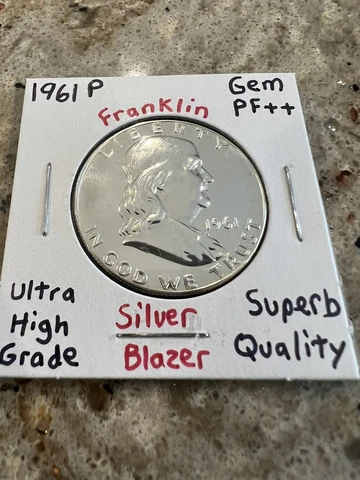 1961 P
Gem
PF++
Franklin
LIBERTY
1961
IN GOD WE TRUST
Ultra
High
Grade
Silver
Blazer
Superb
Quality